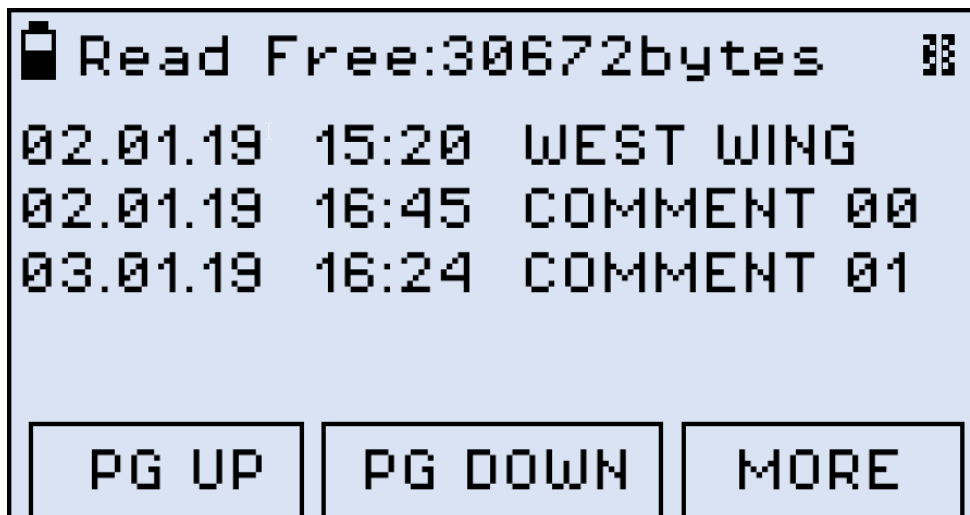 Read Free:30672bytes
02.01.19 15:20 WEST WING
02.01.19 16:45 COMMENT 00
03.01.19 16:24 COMMENT 01
PG UP PG DOWN MORE